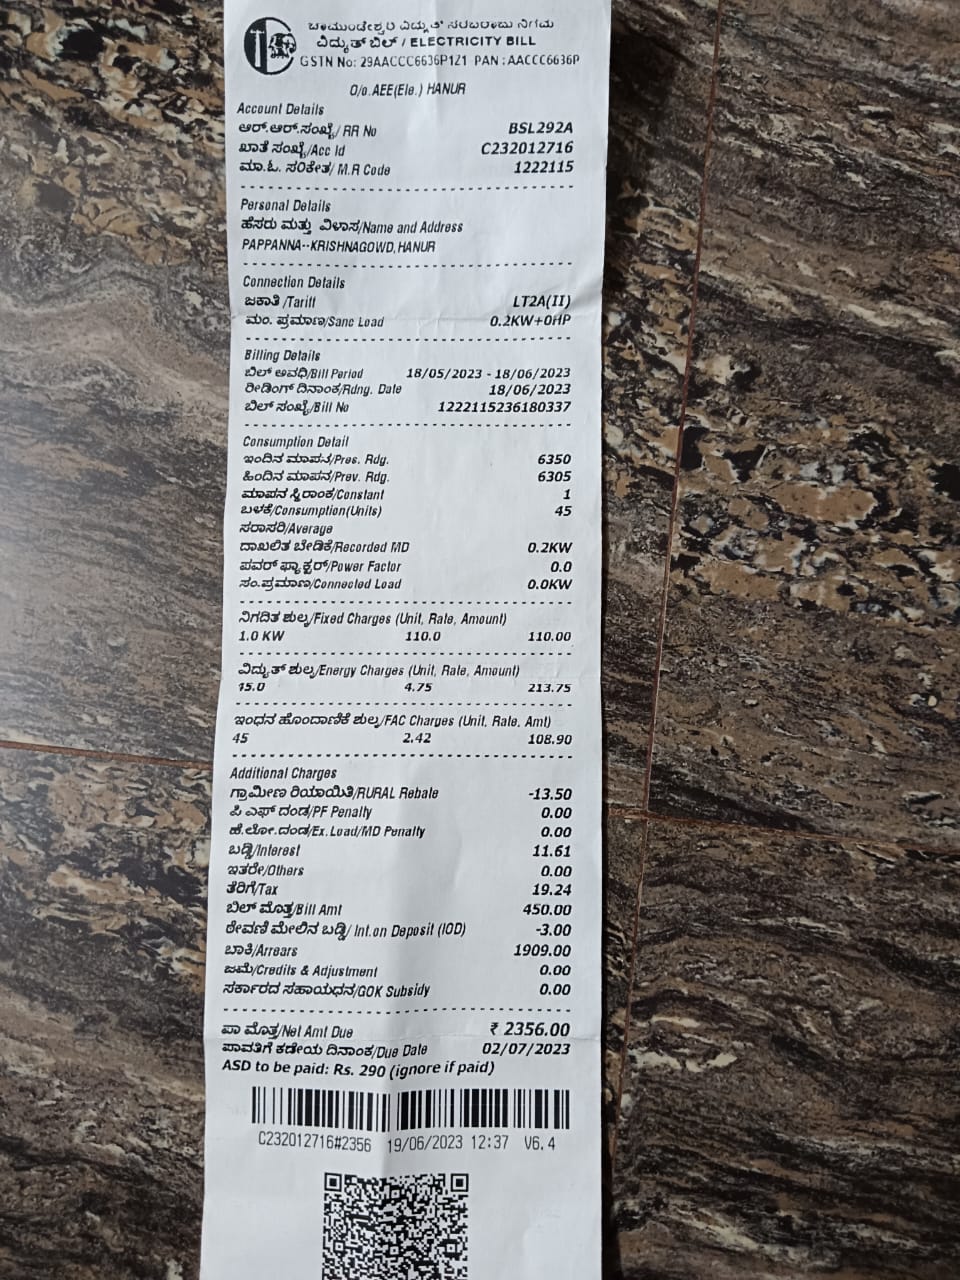 ಚಾಮುಂಡೇಶ್ವರಿ ವಿದ್ಯುತ್ ಸರಬರಾಜು ನಿಗಮ
ವಿದ್ಯುತ್ ಬಿಲ್ / ELECTRICITY BILL
GSTN No: 29AACCC6636P1Z1 PAN : AACCC6636P
O/o. AEE(Ele.) HANUR
Account Details
ಆರ್.ಆರ್.ಸಂಖ್ಯೆ/ RR No BSL292A
ಖಾತೆ ಸಂಖ್ಯೆ/Acc Id C232012716
ಮಾ.ಓ. ಸಂಕೇತ/ M.R Code 1222115
Personal Details
ಹೆಸರು ಮತ್ತು ವಿಳಾಸ/Name and Address
PAPPANNA--KRISHNAGOWD, HANUR
Connection Details
ಜಕಾತಿ /Tariff LT2A(II)
ಮಂ. ಪ್ರಮಾಣ/Sanc Load 0.2KW+0HP
Billing Details
ಬಿಲ್ ಅವಧಿ/Bill Period 18/05/2023 - 18/06/2023
ರೀಡಿಂಗ್ ದಿನಾಂಕ/Rdng. Date 18/06/2023
ಬಿಲ್ ಸಂಖ್ಯೆ/Bill No 1222115236180337
Consumption Detail
ಇಂದಿನ ಮಾಪನ/Pres. Rdg. 6350
ಹಿಂದಿನ ಮಾಪನ/Prev. Rdg. 6305
ಮಾಪನ ಸ್ಥಿರಾಂಕ/Constant 1
ಬಳಕೆ/Consumption(Units) 45
ಸರಾಸರಿ/Average
ದಾಖಲಿತ ಬೇಡಿಕೆ/Recorded MD 0.2KW
ಪವರ್ ಫ್ಯಾಕ್ಟರ್/Power Factor 0.0
ಸಂ.ಪ್ರಮಾಣ/Connected Load 0.0KW
ನಿಗದಿತ ಶುಲ್ಕ/Fixed Charges (Unit, Rate, Amount)
1.0 KW 110.0 110.00
ವಿದ್ಯುತ್ ಶುಲ್ಕ/Energy Charges (Unit, Rate, Amount)
45.0 4.75 213.75
ಇಂಧನ ಹೊಂದಾಣಿಕೆ ಶುಲ್ಕ/FAC Charges (Unit, Rate, Amt)
45 2.42 108.90
Additional Charges
ಗ್ರಾಮೀಣ ರಿಯಾಯಿತಿ/RURAL Rebate -13.50
ಪಿ ಎಫ್ ದಂಡ/PF Penalty 0.00
ಹೆ.ಲೋ.ದಂಡ/Ex.Load/MD Penalty 0.00
ಬಡ್ಡಿ/Interest 11.61
ಇತರೇ/Others 0.00
ತೆರಿಗೆ/Tax 19.24
ಬಿಲ್ ಮೊತ್ತ/Bill Amt 450.00
ಠೇವಣಿ ಮೇಲಿನ ಬಡ್ಡಿ/ Int.on Deposit (IOD) -3.00
ಬಾಕಿ/Arrears 1909.00
ಜಮೆ/Credits & Adjustment 0.00
ಸರ್ಕಾರದ ಸಹಾಯಧನ/GOK Subsidy 0.00
ಪಾ ಮೊತ್ತ/Net Amt Due ₹ 2356.00
ಪಾವತಿಗೆ ಕಡೇಯ ದಿನಾಂಕ/Due Date 02/07/2023
ASD to be paid: Rs. 290 (ignore if paid)
C232012716#2356 19/06/2023 12:37 V6.4